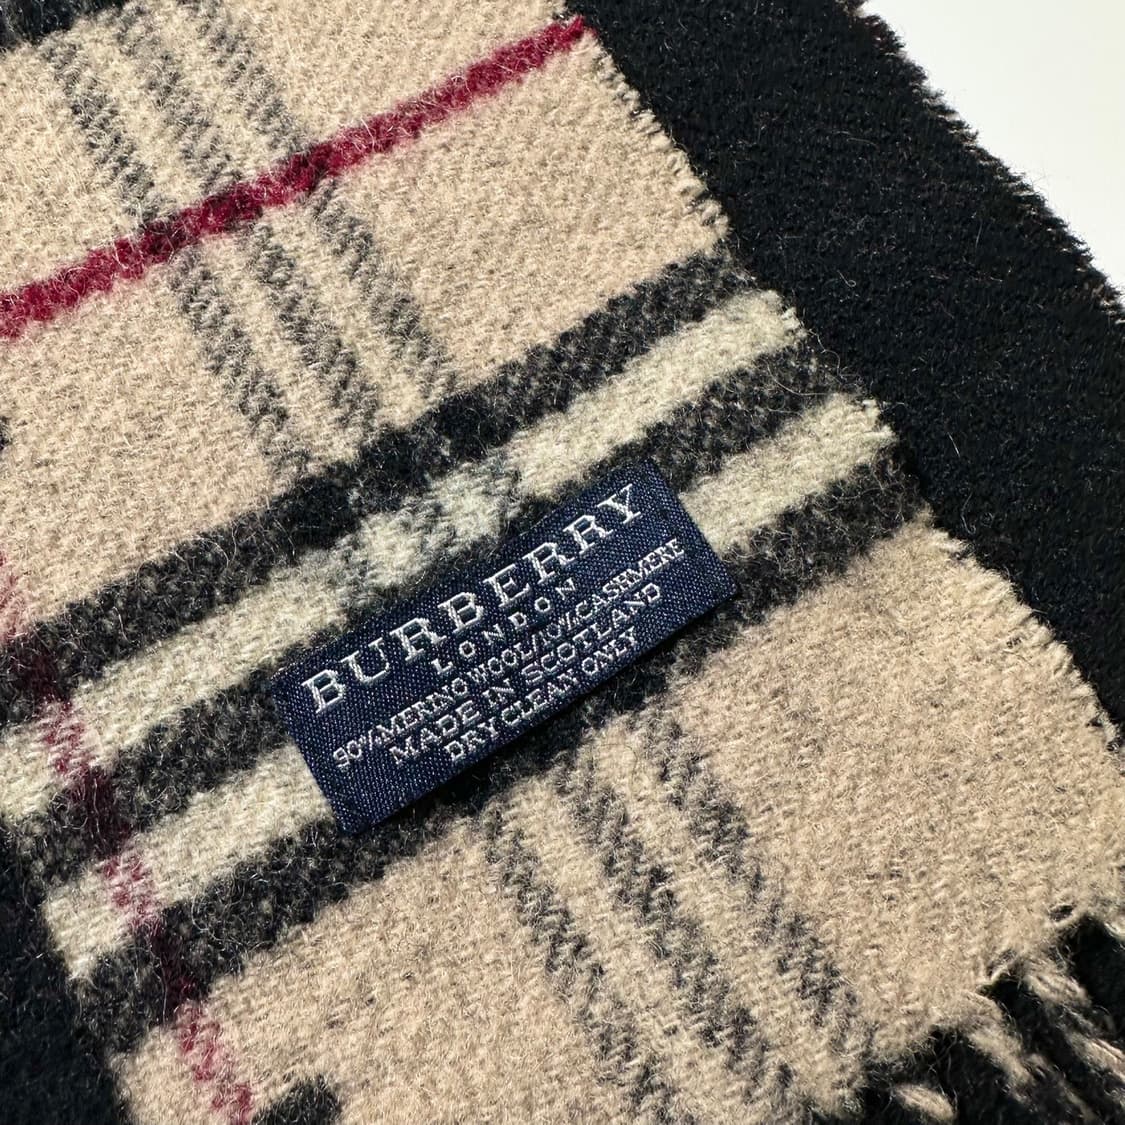 BURBERRY
LONDON
90%MERINO WOOL/10%CASHMERE
MADE IN SCOTLAND
DRY CLEAN ONLY